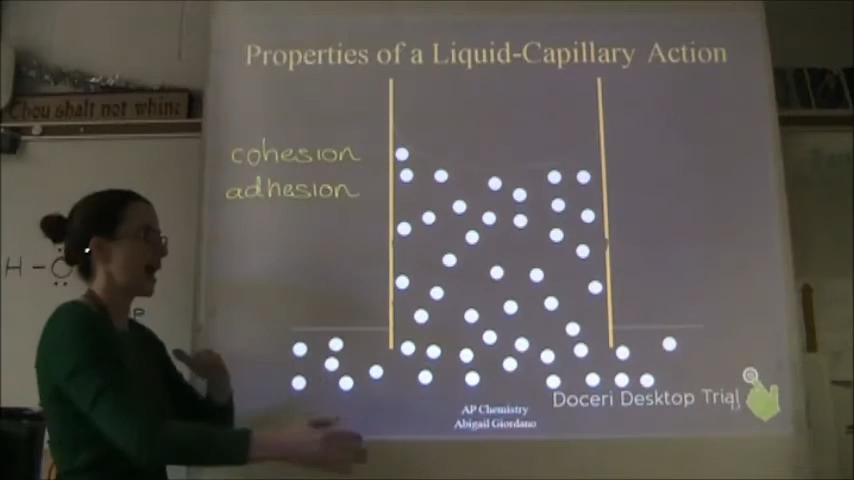 Properties of a Liquid-Capillary Action
Thou shalt not whine
cohesion
adhesion
H - O
P
Doceri Desktop Trial
AP Chemistry
Abigail Giordano